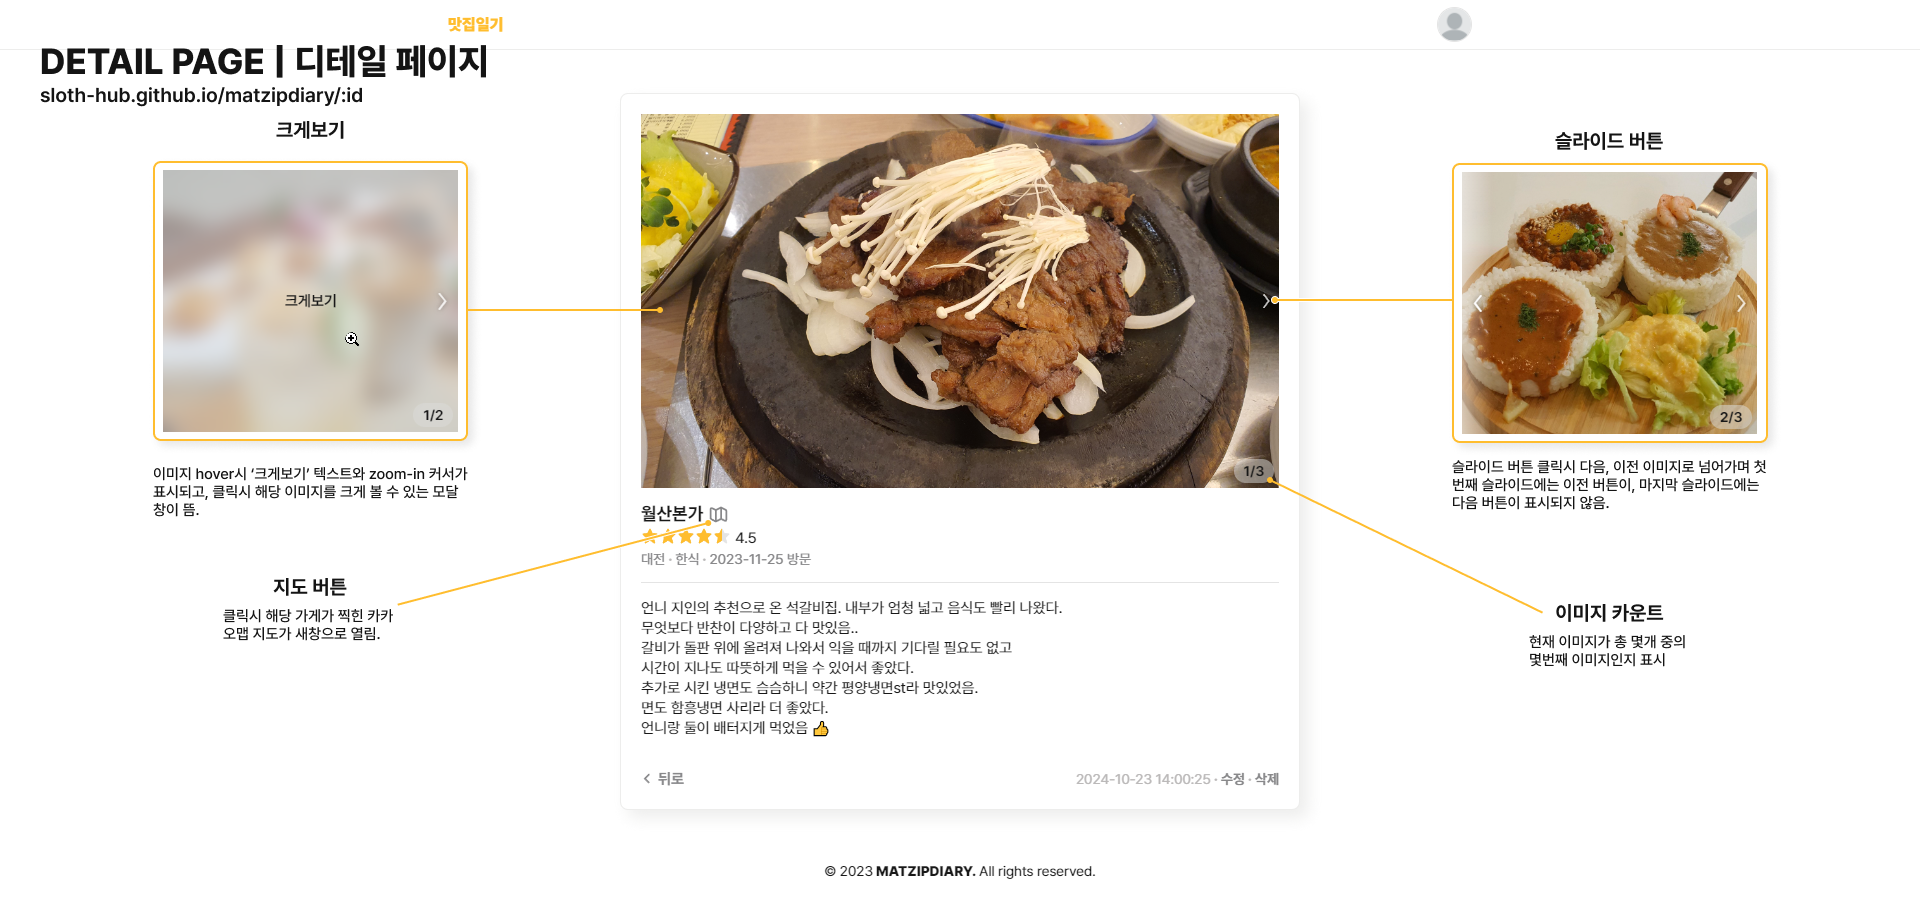 맛집일기
DETAIL PAGE | 디테일 페이지
sloth-hub.github.io/matzipdiary/:id
크게보기
크게보기
1/2
이미지 hover시 ‘크게보기’ 텍스트와 zoom-in 커서가
표시되고, 클릭시 해당 이미지를 크게 볼 수 있는 모달
창이 뜸.
지도 버튼
클릭시 해당 가게가 찍힌 카카
오맵 지도가 새창으로 열림.
1/3
월산본가
4.5
대전 · 한식 · 2023-11-25 방문
언니 지인의 추천으로 온 석갈비집. 내부가 엄청 넓고 음식도 빨리 나왔다.
무엇보다 반찬이 다양하고 다 맛있음..
갈비가 돌판 위에 올려져 나와서 익을 때까지 기다릴 필요도 없고
시간이 지나도 따뜻하게 먹을 수 있어서 좋았다.
추가로 시킨 냉면도 슴슴하니 약간 평양냉면st라 맛있었음.
면도 함흥냉면 사리라 더 좋았다.
언니랑 둘이 배터지게 먹었음 👍
뒤로
2024-10-23 14:00:25 · 수정 · 삭제
슬라이드 버튼
2/3
슬라이드 버튼 클릭시 다음, 이전 이미지로 넘어가며 첫
번째 슬라이드에는 이전 버튼이, 마지막 슬라이드에는
다음 버튼이 표시되지 않음.
이미지 카운트
현재 이미지가 총 몇개 중의
몇번째 이미지인지 표시
© 2023 MATZIPDIARY. All rights reserved.